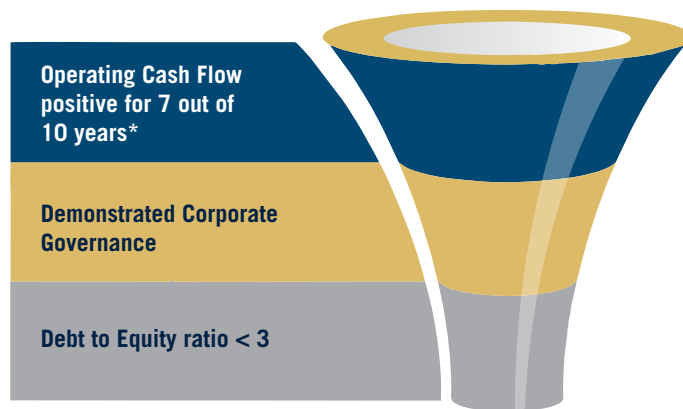 Operating Cash Flow
positive for 7 out of
10 years*
Demonstrated Corporate
Governance
Debt to Equity ratio < 3